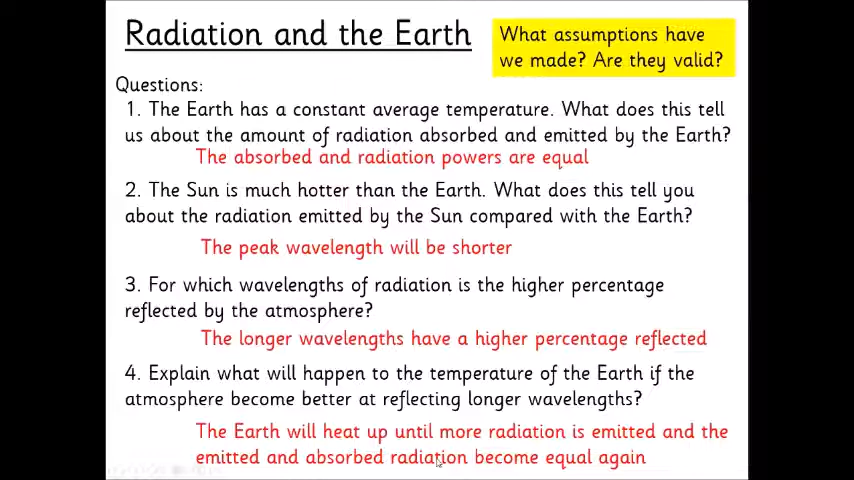 Radiation and the Earth
What assumptions have
we made? Are they valid?
Questions:
1. The Earth has a constant average temperature. What does this tell
us about the amount of radiation absorbed and emitted by the Earth?
The absorbed and radiation powers are equal
2. The Sun is much hotter than the Earth. What does this tell you
about the radiation emitted by the Sun compared with the Earth?
The peak wavelength will be shorter
3. For which wavelengths of radiation is the higher percentage
reflected by the atmosphere?
The longer wavelengths have a higher percentage reflected
4. Explain what will happen to the temperature of the Earth if the
atmosphere become better at reflecting longer wavelengths?
The Earth will heat up until more radiation is emitted and the
emitted and absorbed radiation become equal again